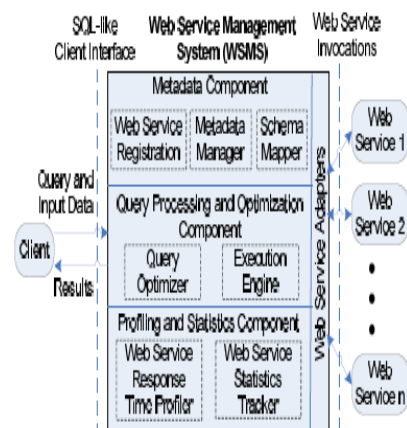 SQL-like
Client Interface
Web Service Management
System (WSMS)
Web Service
Invocations
Metadata Component
Web Service
Registration
Metadata
Manager
Schema
Mapper
Query and
Input Data
Client
Results
Query Processing and Optimization
Component
Query
Optimizer
Execution
Engine
Profiling and Statistics Component
Web Service
Response
Time Profiler
Web Service
Statistics
Tracker
Web Service Adapters
Web
Service 1
Web
Service 2
Web
Service n